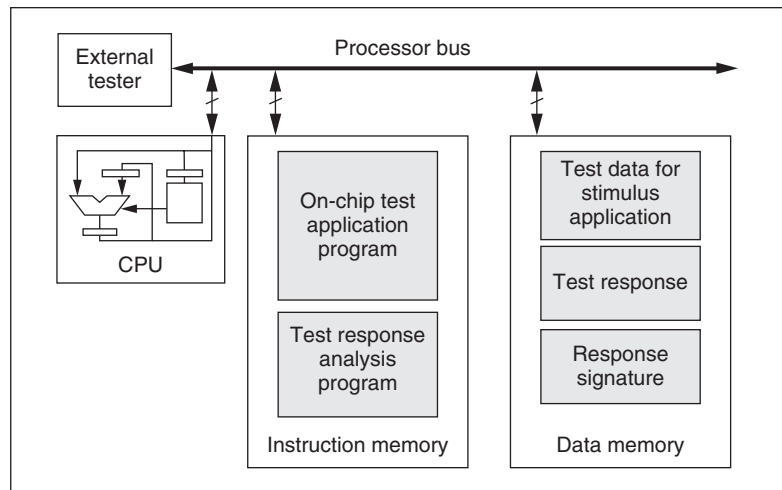 External
tester
Processor bus
CPU
On-chip test
application
program
Test response
analysis
program
Instruction memory
Test data for
stimulus
application
Test response
Response
signature
Data memory